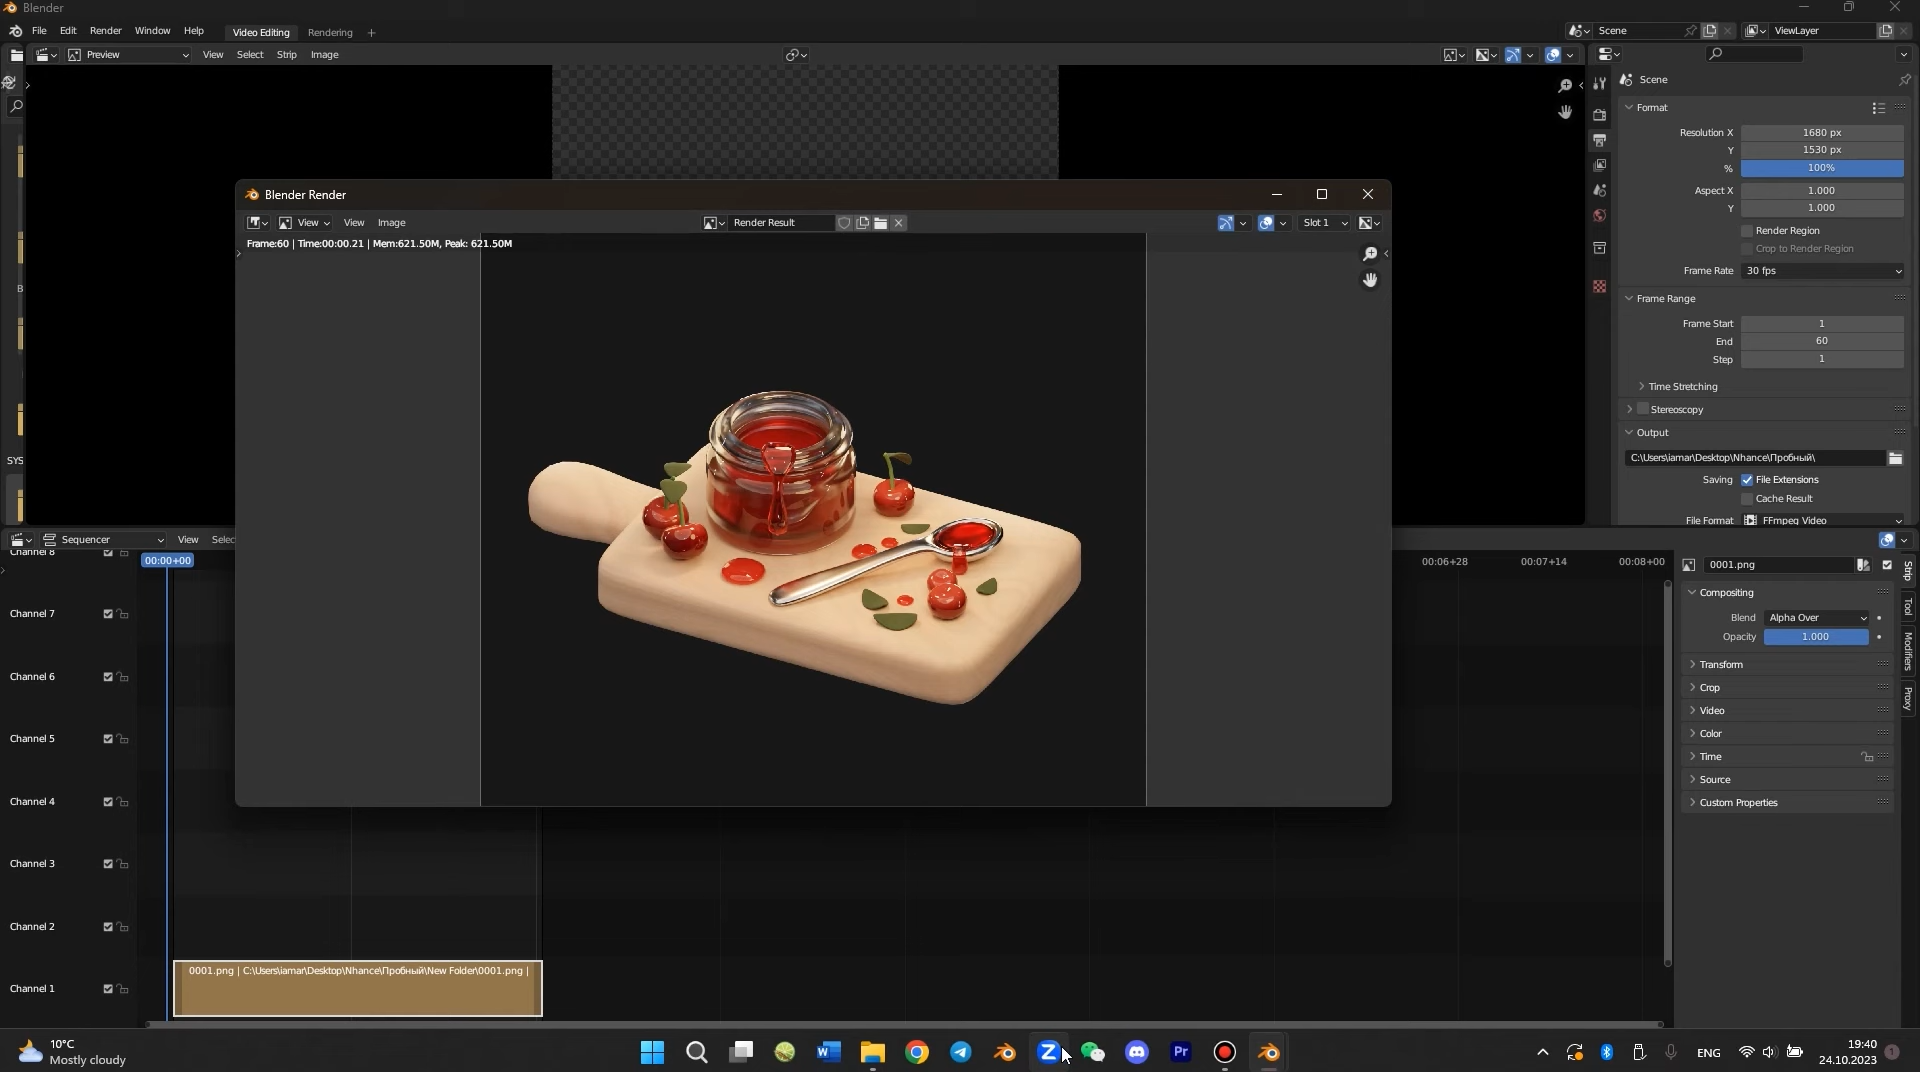 Blender
File Edit Render Window Help Video Editing Rendering + Scene ViewLayer
Preview View Select Strip Image
Scene
Format
Resolution X 1680 px
Y 1530 px
% 100%
Aspect X 1.000
Y 1.000
Render Region
Crop to Render Region
Frame Rate 30 fps
Frame Range
Frame Start 1
End 60
Step 1
Time Stretching
Stereoscopy
Output
C:\Users\iamar\Desktop\Nhance\Пробный\
Saving File Extensions
Cache Result
File Format FFmpeg Video
Blender Render
View View Image Render Result Slot 1
Frame:60 | Time:00:00.21 | Mem:621.50M, Peak: 621.50M
B
SYS
Sequencer View Selec
00:00+00 00:06+28 00:07+14 00:08+00
Channel 8
Channel 7
Channel 6
Channel 5
Channel 4
Channel 3
Channel 2
Channel 1
0001.png | C:\Users\iamar\Desktop\Nhance\Пробный\New Folder\0001.png |
0001.png
Compositing
Blend Alpha Over
Opacity 1.000
Transform
Crop
Video
Color
Time
Source
Custom Properties
Strip
Tool
Modifiers
Proxy
10°C
Mostly cloudy
W
Z
Pr
ENG
19:40
24.10.2023
1